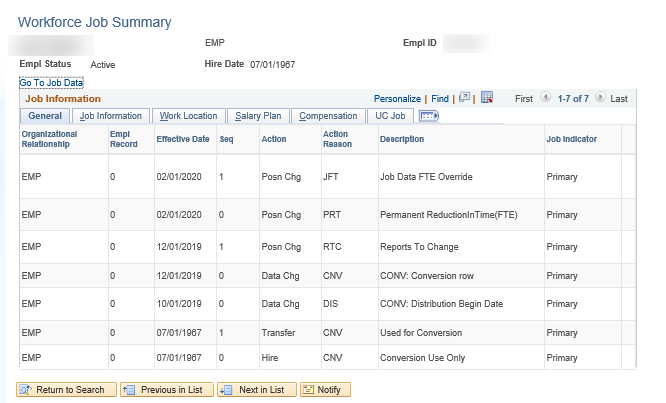 Workforce Job Summary
EMP Empl ID
Empl Status Active Hire Date 07/01/1967
Go To Job Data
Job Information Personalize | Find | | First 1-7 of 7 Last
General Job Information Work Location Salary Plan Compensation UC Job
Organizational Relationship Empl Record Effective Date Seq Action Action Reason Description Job Indicator
EMP 0 02/01/2020 1 Posn Chg JFT Job Data FTE Override Primary
EMP 0 02/01/2020 0 Posn Chg PRT Permanent ReductionInTime(FTE) Primary
EMP 0 12/01/2019 1 Posn Chg RTC Reports To Change Primary
EMP 0 12/01/2019 0 Data Chg CNV CONV: Conversion row Primary
EMP 0 10/01/2019 0 Data Chg DIS CONV: Distribution Begin Date Primary
EMP 0 07/01/1967 1 Transfer CNV Used for Conversion Primary
EMP 0 07/01/1967 0 Hire CNV Conversion Use Only Primary
Return to Search Previous in List Next in List Notify